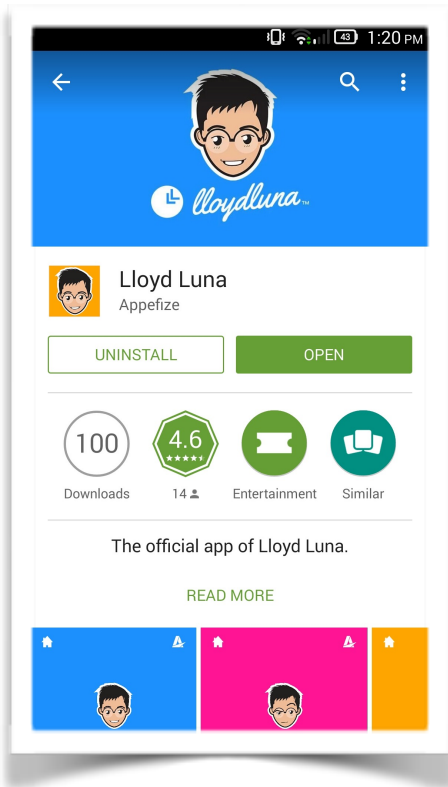 43 1:20 PM
L lloydluna™
Lloyd Luna
Appefize
UNINSTALL OPEN
100 4.6
Downloads 14 Entertainment Similar
The official app of Lloyd Luna.
READ MORE